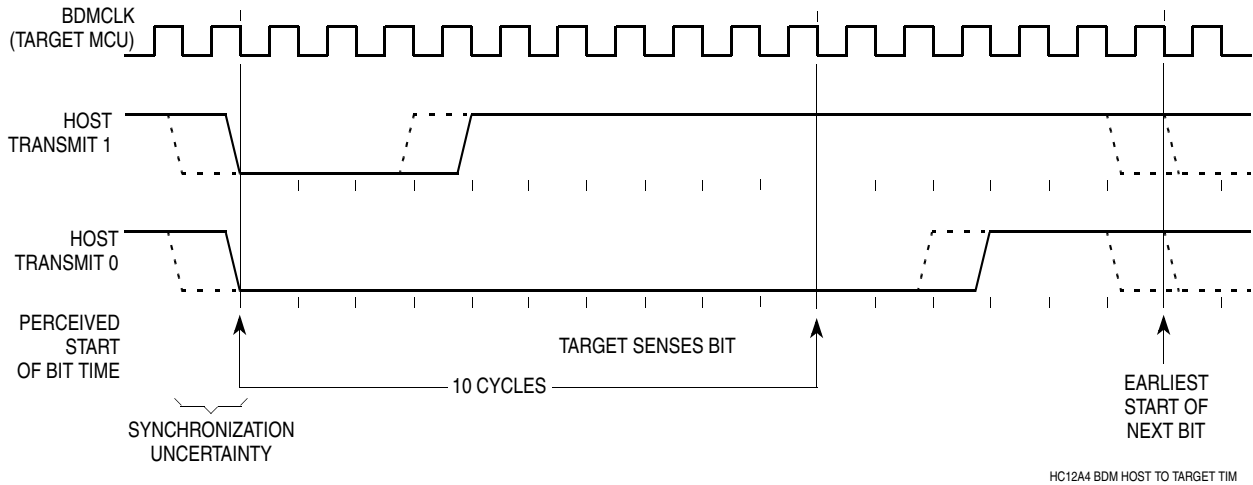 BDMCLK
(TARGET MCU)
HOST
TRANSMIT 1
HOST
TRANSMIT 0
PERCEIVED
START
OF BIT TIME
TARGET SENSES BIT
10 CYCLES
SYNCHRONIZATION
UNCERTAINTY
EARLIEST
START OF
NEXT BIT
HC12A4 BDM HOST TO TARGET TIM